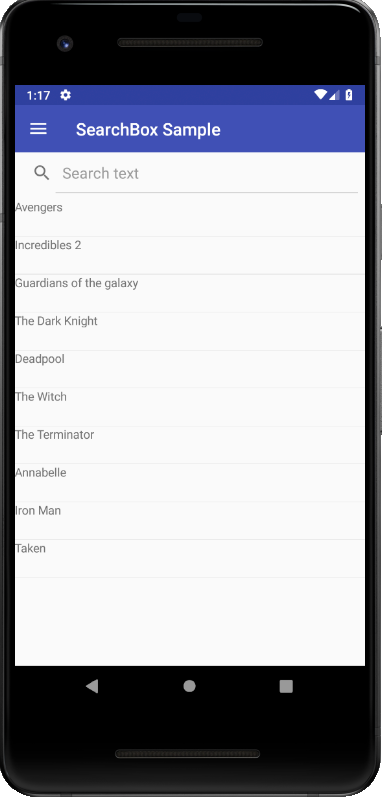 1:17
SearchBox Sample
Search text
Avengers
Incredibles 2
Guardians of the galaxy
The Dark Knight
Deadpool
The Witch
The Terminator
Annabelle
Iron Man
Taken